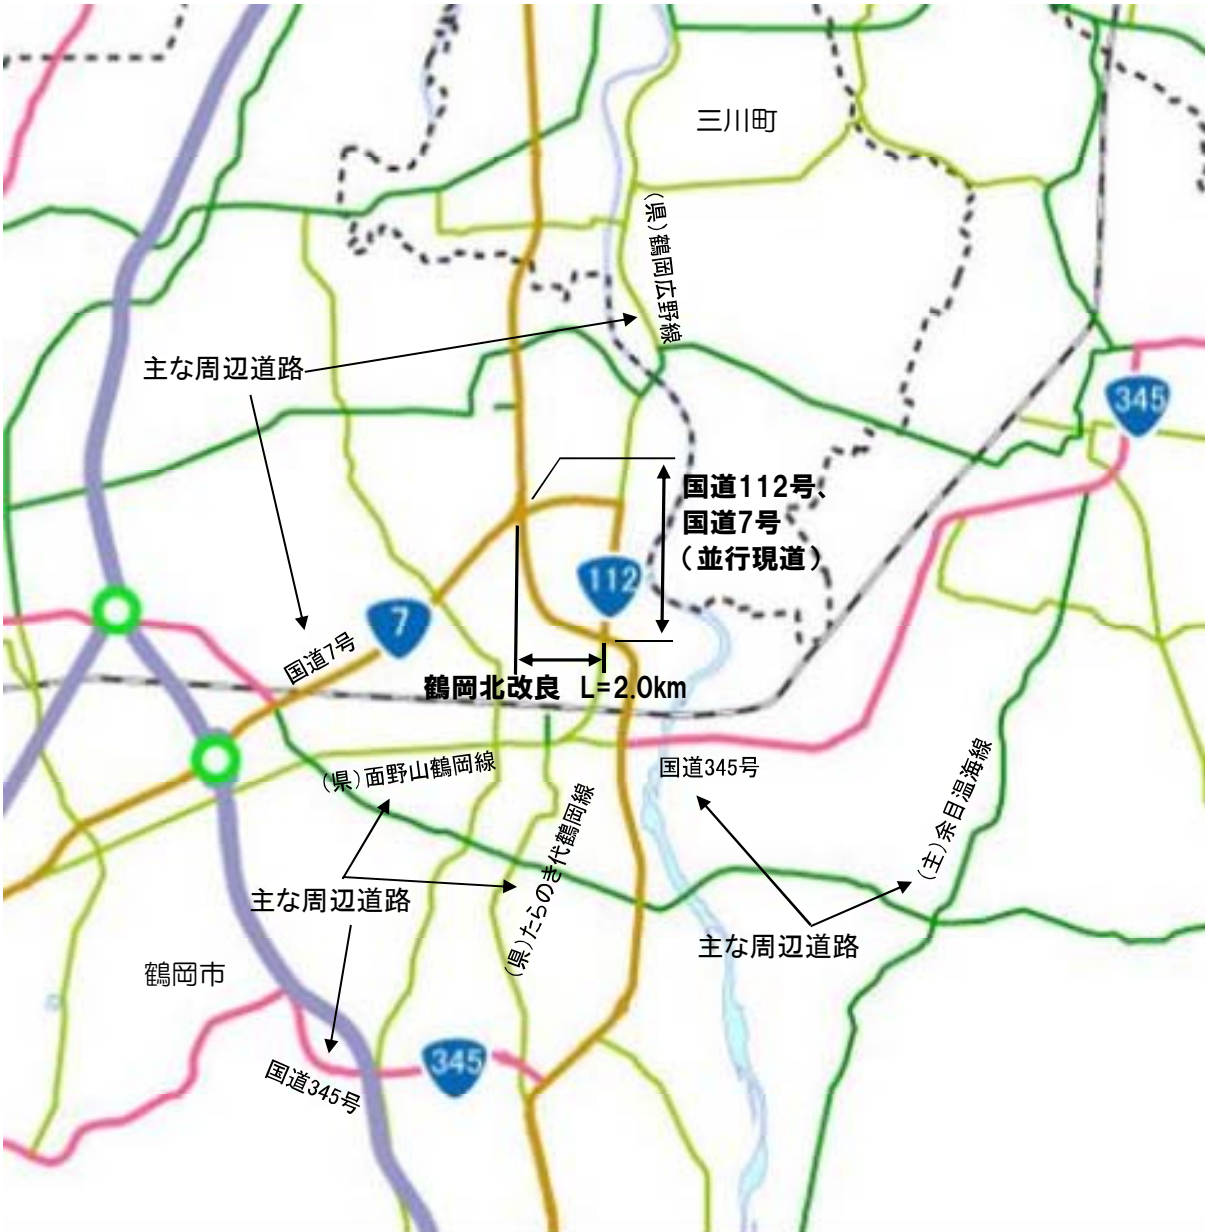 三川町
(県)鶴岡広野線
主な周辺道路
345
国道112号、
国道7号
(並行現道)
112
7
国道7号
鶴岡北改良 L=2.0km
国道345号
(県)面野山鶴岡線
(県)たらのき代鶴岡線
(主)余目温海線
主な周辺道路
主な周辺道路
鶴岡市
345
国道345号